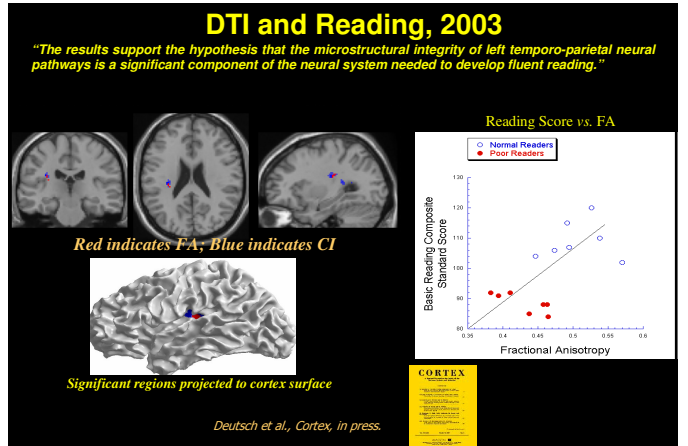 DTI and Reading, 2003
“The results support the hypothesis that the microstructural integrity of left temporo-parietal neural
pathways is a significant component of the neural system needed to develop fluent reading.”
Reading Score vs. FA
Normal Readers
Poor Readers
Basic Reading Composite
Standard Score
130
120
110
100
90
80
0.35
0.4
0.45
0.5
0.55
0.6
Fractional Anisotropy
Red indicates FA; Blue indicates CI
Significant regions projected to cortex surface
CORTEX
Deutsch et al., Cortex, in press.